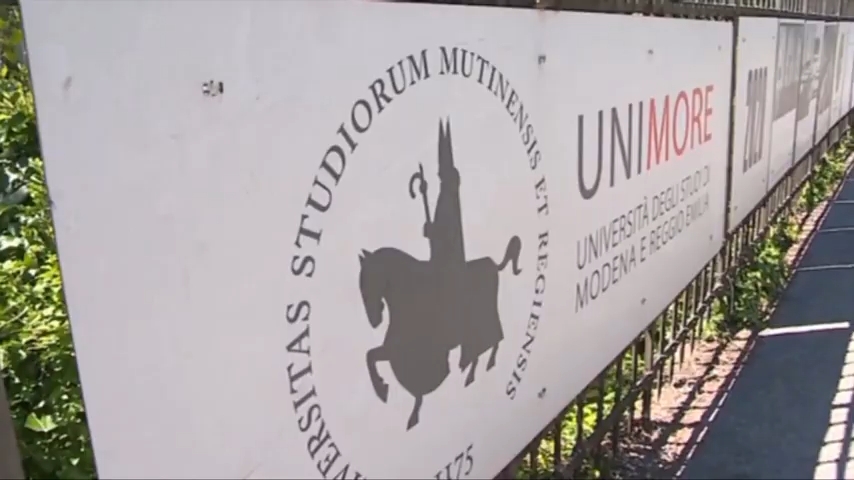 UNIVERSITAS STUDIORUM MUTINENSIS ET REGIENSIS
1175
UNIMORE
UNIVERSITÀ DEGLI STUDI DI
MODENA E REGGIO EMILIA